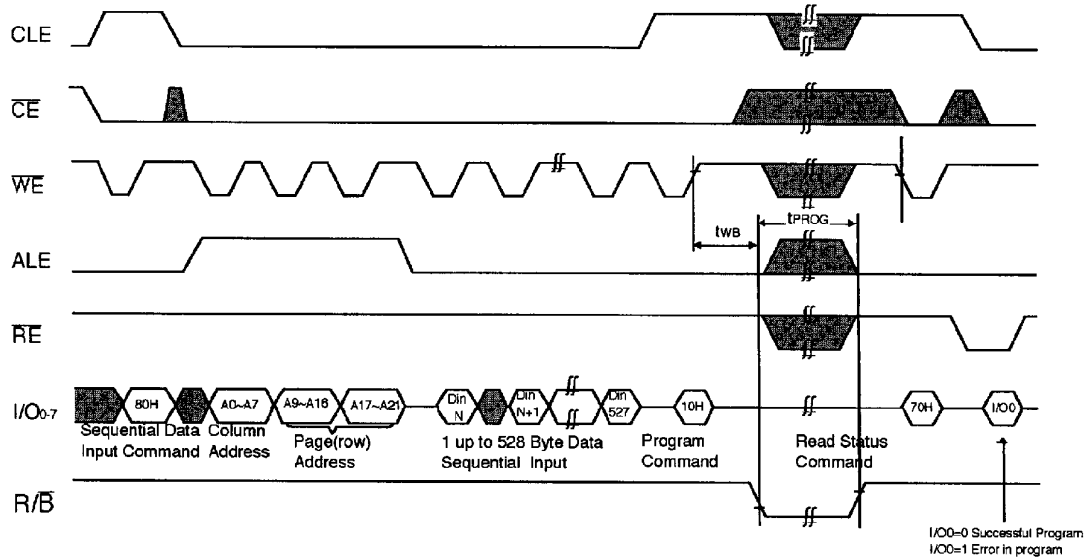 CLE
CE
WE
tPROG
tWB
ALE
RE
I/O0-7
80H
A0~A7
A9~A16
A17~A21
Din N
Din N+1
Din 527
10H
70H
I/O0
Sequential Data Input Command
Column Address
Page(row) Address
1 up to 528 Byte Data Sequential Input
Program Command
Read Status Command
R/B
I/O0=0 Successful Program
I/O0=1 Error in program